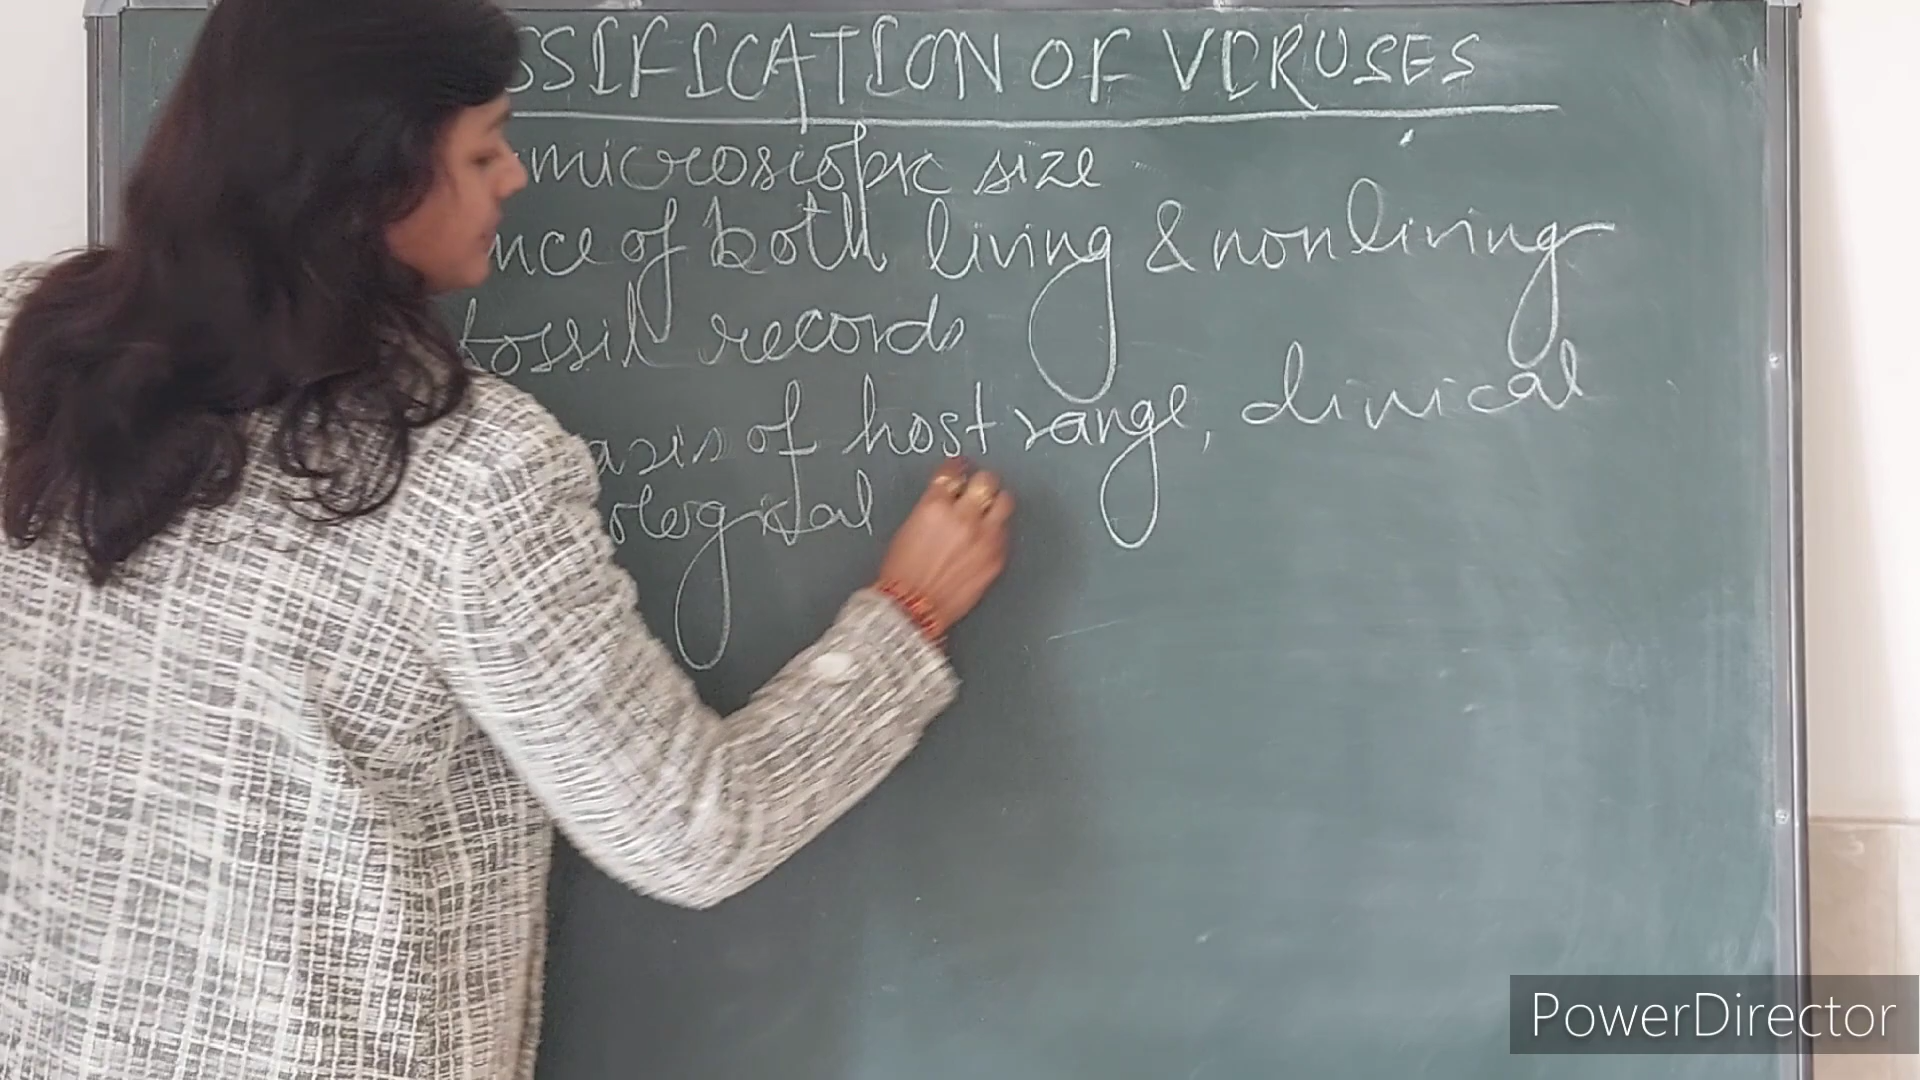 SSIFICATION OF VIRUSES
microscopic size
nce of both living & nonliving
fossil records
asis of host range, clinical
ological
PowerDirector